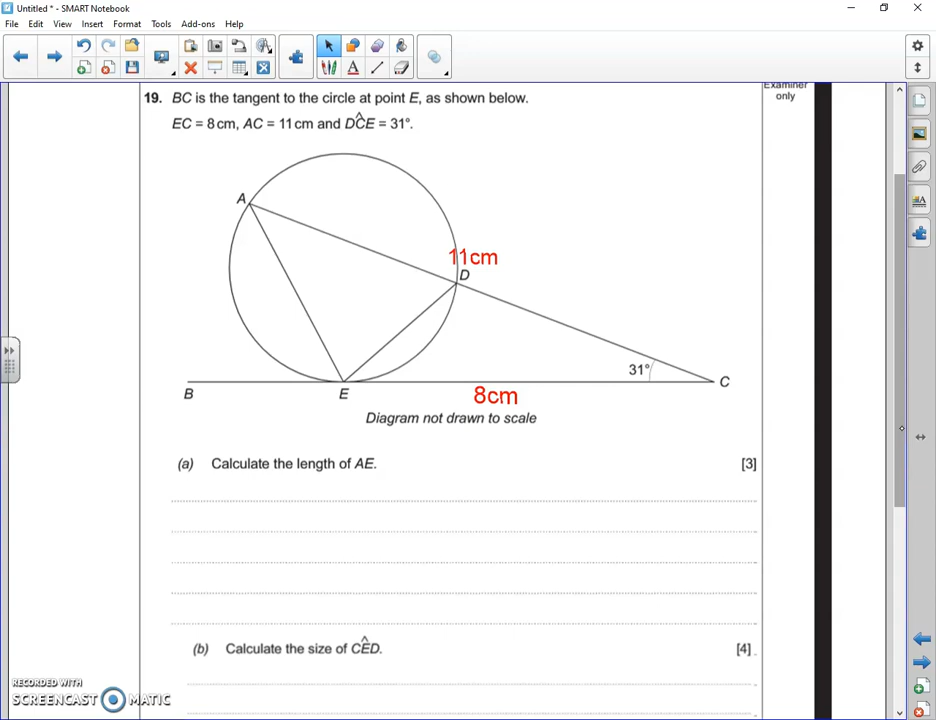 Untitled * - SMART Notebook
File Edit View Insert Format Tools Add-ons Help
Examiner
only
19. BC is the tangent to the circle at point E, as shown below.
EC = 8 cm, AC = 11 cm and DĈE = 31°.
A
11cm
D
31°
C
B
E
8cm
Diagram not drawn to scale
(a) Calculate the length of AE. [3]
(b) Calculate the size of CÊD. [4]
RECORDED WITH
SCREENCAST MATIC